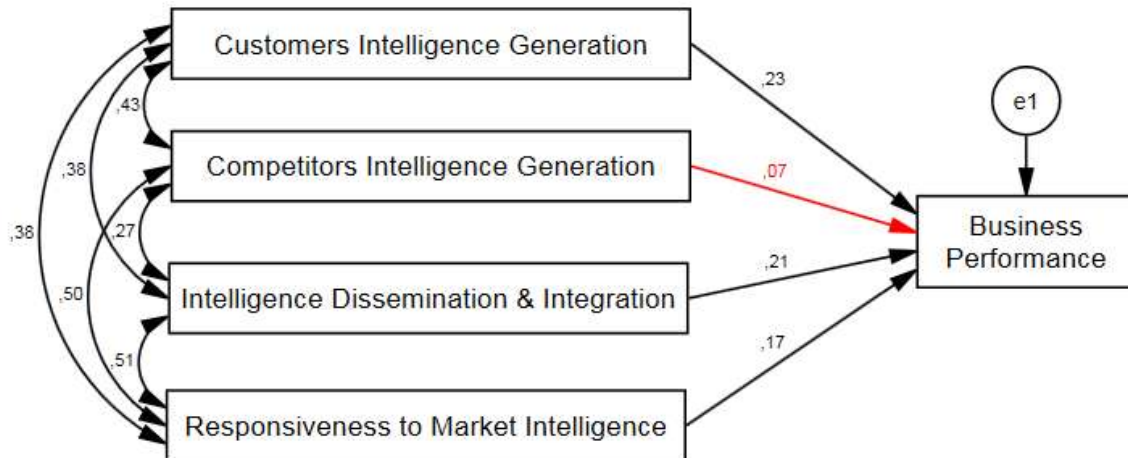 Customers Intelligence Generation
,23
e1
,43
Competitors Intelligence Generation
,07
,38
Business
Performance
,38
,27
,21
Intelligence Dissemination & Integration
,50
,17
,51
Responsiveness to Market Intelligence